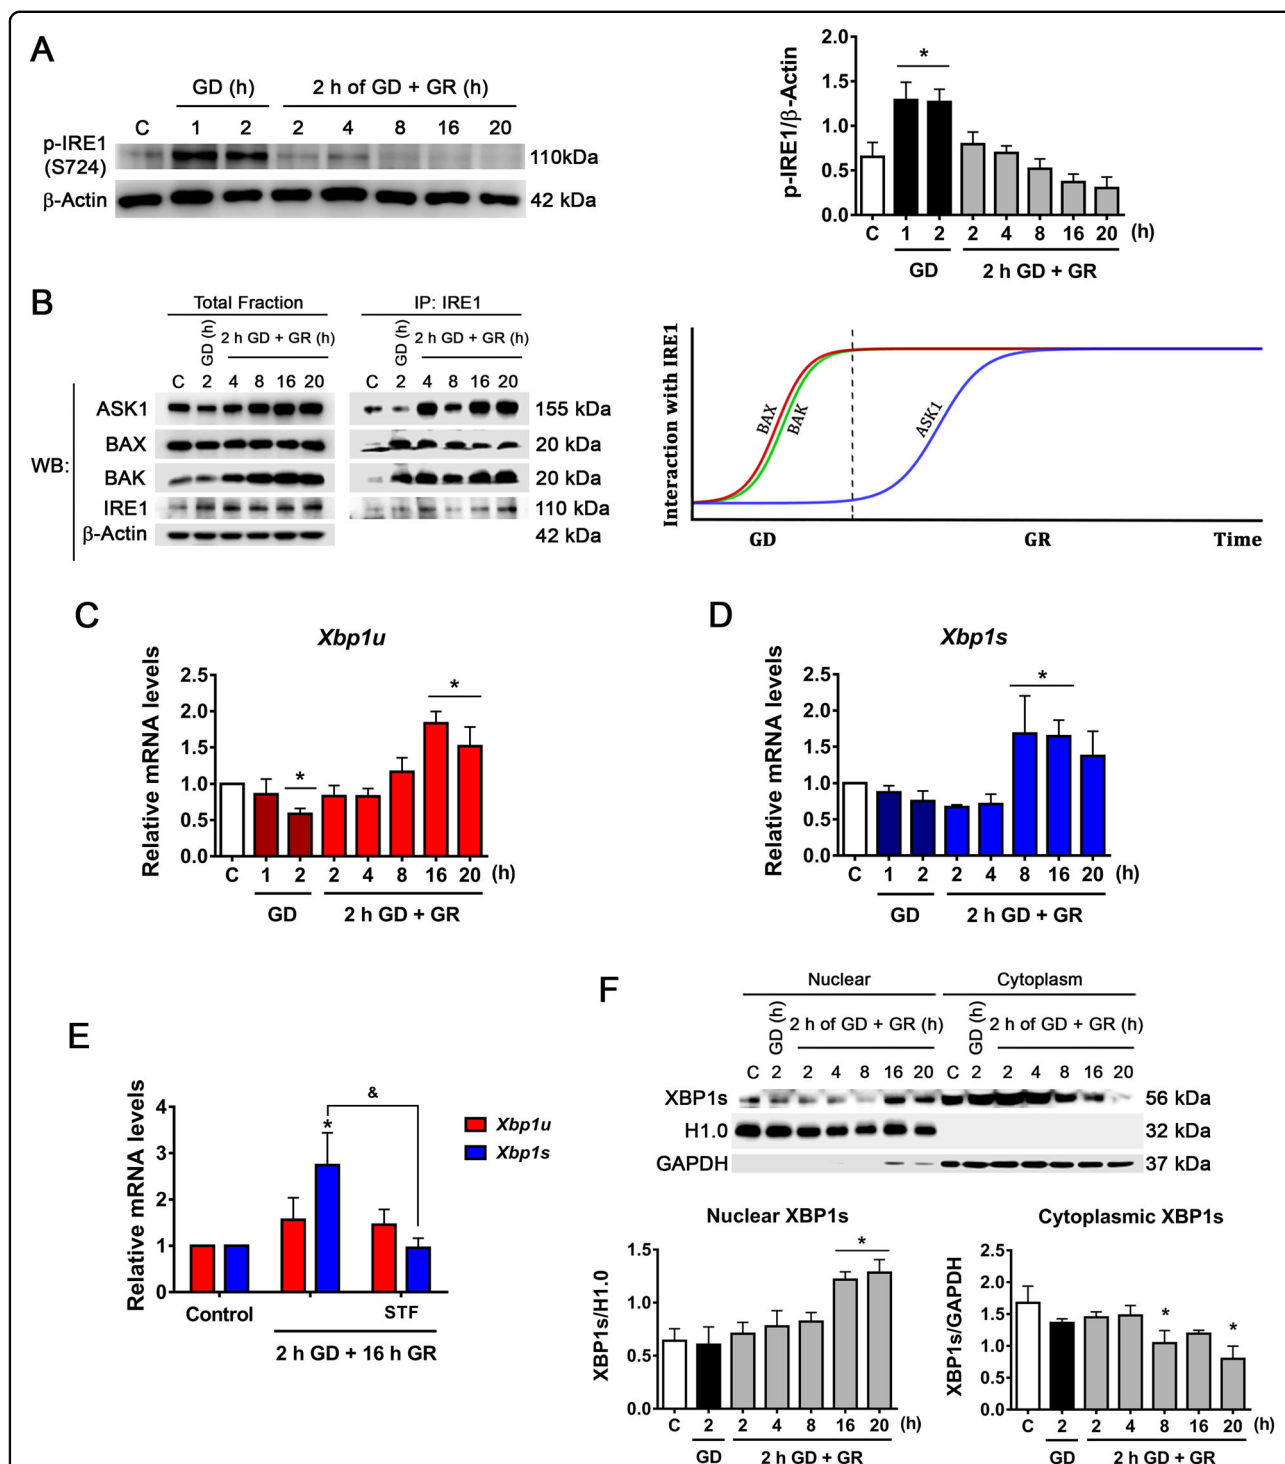 A
GD (h)
2 h of GD + GR (h)
C 1 2 2 4 8 16 20
p-IRE1
(S724)
110kDa
β-Actin
42 kDa
p-IRE1/β-Actin
2.0
1.5
1.0
0.5
0.0
*
C 1 2 2 4 8 16 20 (h)
GD
2 h GD + GR
B
Total Fraction
IP: IRE1
GD (h)
2 h GD + GR (h)
GD (h)
2 h GD + GR (h)
C 2 4 8 16 20
C 2 4 8 16 20
WB:
ASK1
155 kDa
BAX
20 kDa
BAK
20 kDa
IRE1
110 kDa
β-Actin
42 kDa
Interaction with IRE1
BAX
BAK
ASK1
GD
GR
Time
C
Xbp1u
Relative mRNA levels
2.5
2.0
1.5
1.0
0.5
0.0
*
*
C 1 2 2 4 8 16 20 (h)
GD
2 h GD + GR
D
Xbp1s
Relative mRNA levels
2.5
2.0
1.5
1.0
0.5
0.0
*
C 1 2 2 4 8 16 20 (h)
GD
2 h GD + GR
E
Relative mRNA levels
4
3
2
1
0
&
*
Xbp1u
Xbp1s
Control
STF
2 h GD + 16 h GR
F
Nuclear
Cytoplasm
GD (h)
2 h of GD + GR (h)
GD (h)
2 h of GD + GR (h)
C 2 2 4 8 16 20 C 2 2 4 8 16 20
XBP1s
56 kDa
H1.0
32 kDa
GAPDH
37 kDa
Nuclear XBP1s
XBP1s/H1.0
1.5
1.0
0.5
0.0
*
C 2 2 4 8 16 20 (h)
GD
2 h GD + GR
Cytoplasmic XBP1s
XBP1s/GAPDH
2.5
2.0
1.5
1.0
0.5
0.0
*
*
C 2 2 4 8 16 20 (h)
GD
2 h GD + GR